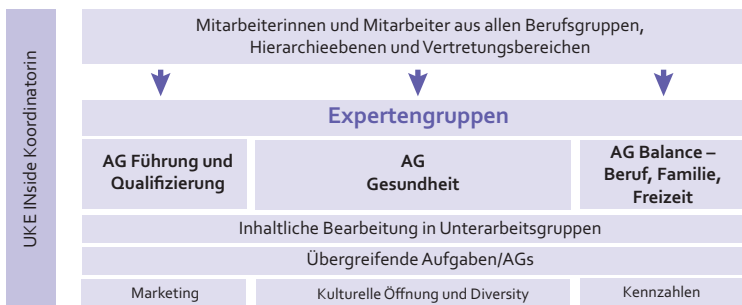 UKE INside Koordinatorin
Mitarbeiterinnen und Mitarbeiter aus allen Berufsgruppen,
Hierarchieebenen und Vertretungsbereichen
Expertengruppen
AG Führung und
Qualifizierung
AG
Gesundheit
AG Balance –
Beruf, Familie,
Freizeit
Inhaltliche Bearbeitung in Unterarbeitsgruppen
Übergreifende Aufgaben/AGs
Marketing
Kulturelle Öffnung und Diversity
Kennzahlen